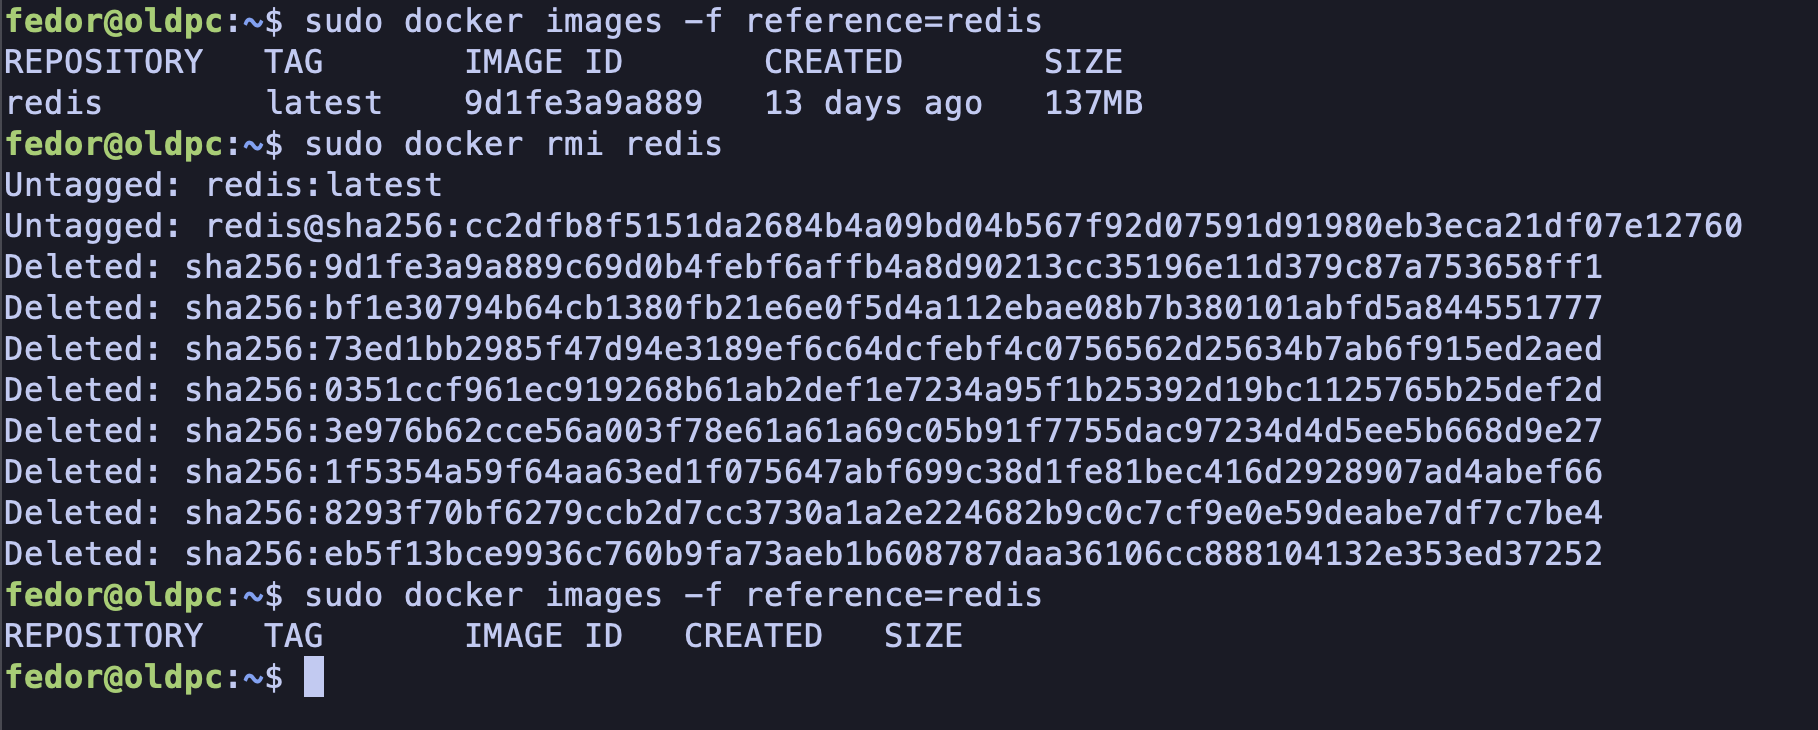 fedor@oldpc:~$ sudo docker images -f reference=redis
REPOSITORY   TAG       IMAGE ID       CREATED       SIZE
redis        latest    9d1fe3a9a889   13 days ago   137MB
fedor@oldpc:~$ sudo docker rmi redis
Untagged: redis:latest
Untagged: redis@sha256:cc2dfb8f5151da2684b4a09bd04b567f92d07591d91980eb3eca21df07e12760
Deleted: sha256:9d1fe3a9a889c69d0b4febf6affb4a8d90213cc35196e11d379c87a753658ff1
Deleted: sha256:bf1e30794b64cb1380fb21e6e0f5d4a112ebae08b7b380101abfd5a844551777
Deleted: sha256:73ed1bb2985f47d94e3189ef6c64dcfebf4c0756562d25634b7ab6f915ed2aed
Deleted: sha256:0351ccf961ec919268b61ab2def1e7234a95f1b25392d19bc1125765b25def2d
Deleted: sha256:3e976b62cce56a003f78e61a61a69c05b91f7755dac97234d4d5ee5b668d9e27
Deleted: sha256:1f5354a59f64aa63ed1f075647abf699c38d1fe81bec416d2928907ad4abef66
Deleted: sha256:8293f70bf6279ccb2d7cc3730a1a2e224682b9c0c7cf9e0e59deabe7df7c7be4
Deleted: sha256:eb5f13bce9936c760b9fa73aeb1b608787daa36106cc888104132e353ed37252
fedor@oldpc:~$ sudo docker images -f reference=redis
REPOSITORY   TAG       IMAGE ID   CREATED   SIZE
fedor@oldpc:~$